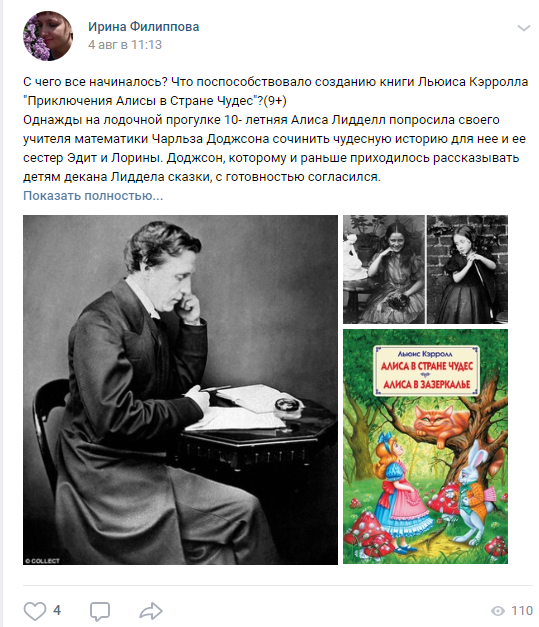 Ирина Филиппова
4 авг в 11:13
С чего все начиналось? Что поспособствовало созданию книги Льюиса Кэрролла
"Приключения Алисы в Стране Чудес"?(9+)
Однажды на лодочной прогулке 10- летняя Алиса Лидделл попросила своего
учителя математики Чарльза Доджсона сочинить чудесную историю для нее и ее
сестер Эдит и Лорины. Доджсон, которому и раньше приходилось рассказывать
детям декана Лиддела сказки, с готовностью согласился.
Показать полностью...
Льюис Кэрролл
АЛИСА В СТРАНЕ ЧУДЕС
АЛИСА В ЗАЗЕРКАЛЬЕ
© COLLECT
4
110